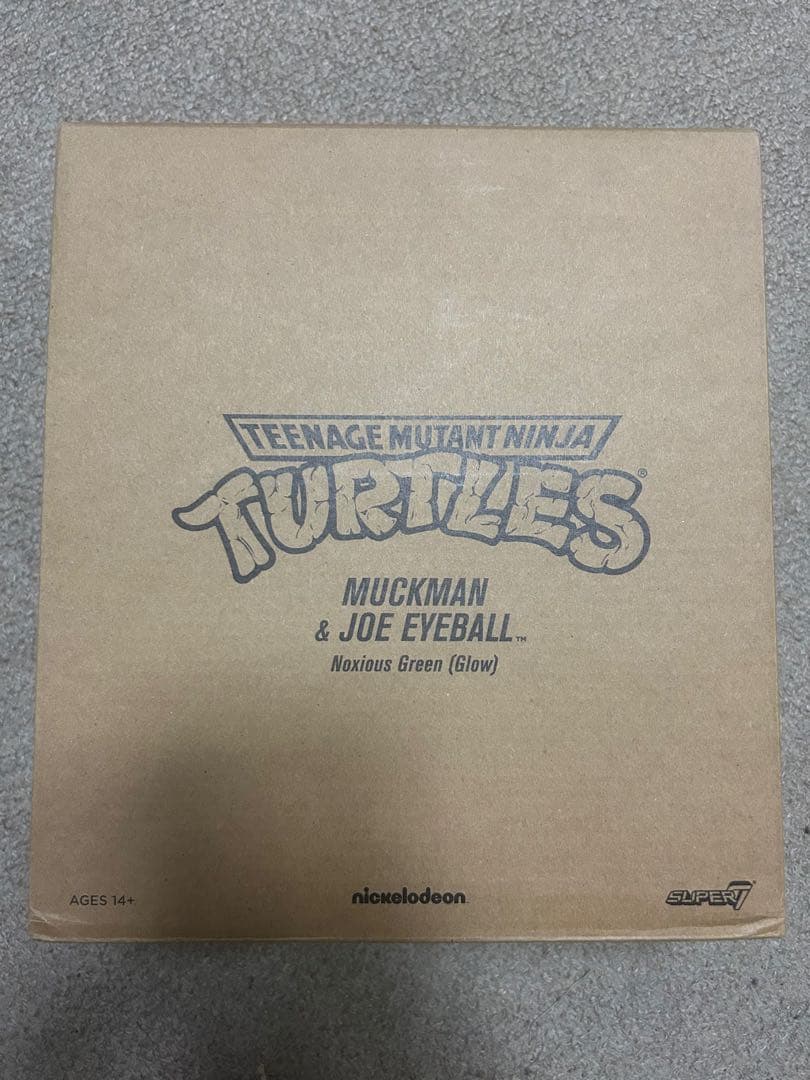 TEENAGE MUTANT NINJA
TURTLES®
MUCKMAN
& JOE EYEBALL™
Noxious Green (Glow)
AGES 14+
nickelodeon
SUPER7